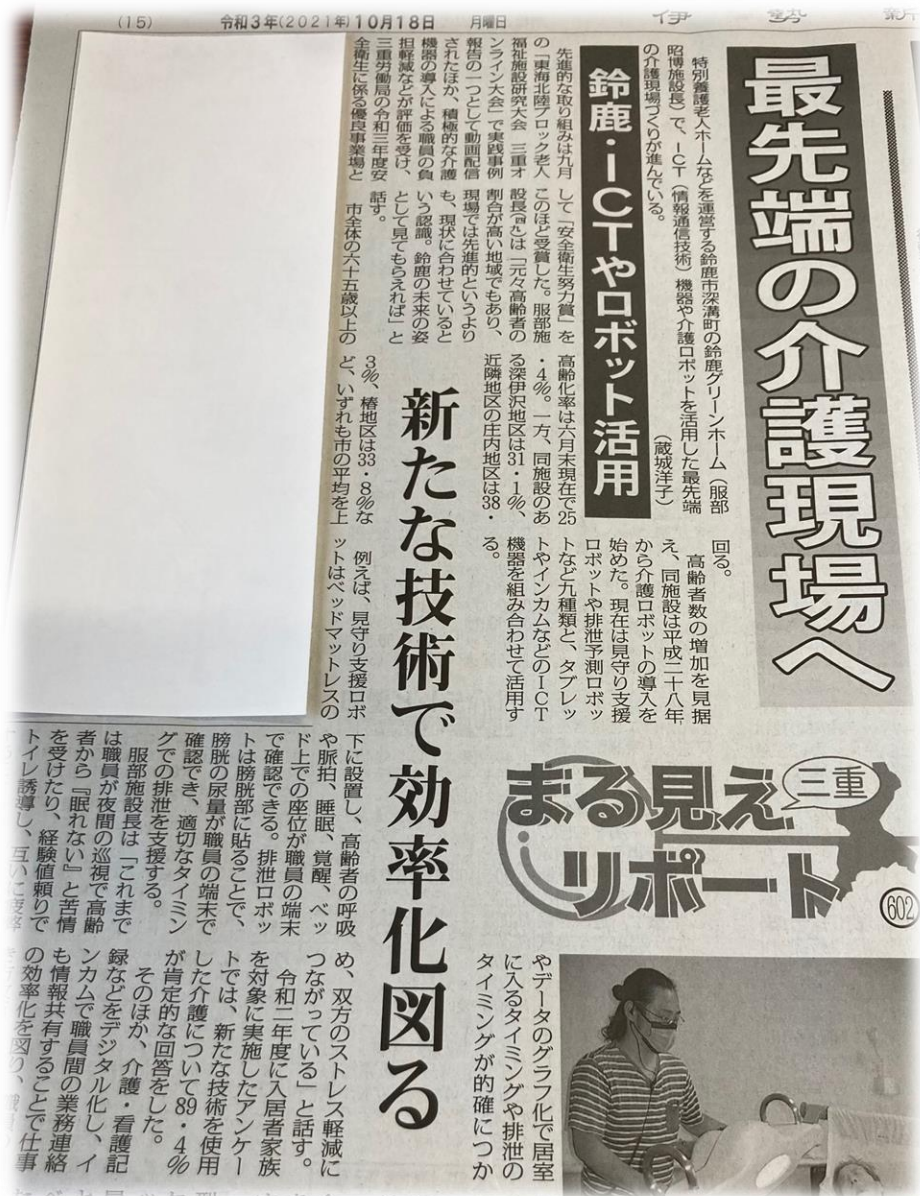 (15)
令和3年(2021年)10月18日
月曜日
伊
勢
新
最先端の介護現場へ
鈴鹿・ICTやロボット活用
特別養護老人ホームなどを運営する鈴鹿市深溝町の鈴鹿グリーンホーム(服部
昭博施設長)で、ICT(情報通信技術)機器や介護ロボットを活用した最先端
の介護現場づくりが進んでいる。
(蔵城洋子)
先進的な取り組みは九月
の「東海北陸ブロック老人
福祉施設研究大会 三重オ
ンライン大会」で実践事例
報告の一つとして動画配信
されたほか、積極的な介護
機器の導入による職員の負
担軽減などが評価を受け、
三重労働局の令和三年度安
全衛生に係る優良事業場と
して「安全衛生努力賞」を
このほど受賞した。服部施
設長は「元々高齢者の
割合が高い地域でもあり、
現場では先進的というより
も、現状に合わせていると
いう認識。鈴鹿の未来の姿
として見てもらえれば」と
話す。
市全体の六十五歳以上の
高齢化率は六月末現在で25
・4%。一方、同施設のあ
る深伊沢地区は31・1%、
近隣地区の庄内地区は38・
3%、椿地区は33・8%な
ど、いずれも市の平均を上
回る。
高齢者数の増加を見据
え、同施設は平成二十八年
から介護ロボットの導入を
始めた。現在は見守り支援
ロボットや排泄予測ロボッ
トなど九種類と、タブレッ
トやインカムなどのICT
機器を組み合わせて活用す
る。
例えば、見守り支援ロボ
ットはベッドマットレスの
新たな技術で効率化図る
下に設置し、高齢者の呼吸
や脈拍、睡眠、覚醒、ベッ
ド上での座位が職員の端末
で確認できる。排泄ロボッ
トは膀胱部に貼ることで、
膀胱の尿量が職員の端末で
確認でき、適切なタイミン
グでの排泄を支援する。
服部施設長は「これまで
は職員が夜間の巡視で高齢
者から『眠れない』と苦情
を受けたり、経験値頼りで
トイレ誘導し、互いに疲弊
まる見え
三重
リポート
602
やデータのグラフ化で居室
に入るタイミングや排泄の
タイミングが的確につか
め、双方のストレス軽減に
つながっている」と話す。
令和二年度に入居者家族
を対象に実施したアンケー
トでは、新たな技術を使用
した介護について89・4%
が肯定的な回答をした。
そのほか、介護・看護記
録などをデジタル化し、イ
ンカムで職員間の業務連絡
も情報共有することで仕事
の効率化を図り、